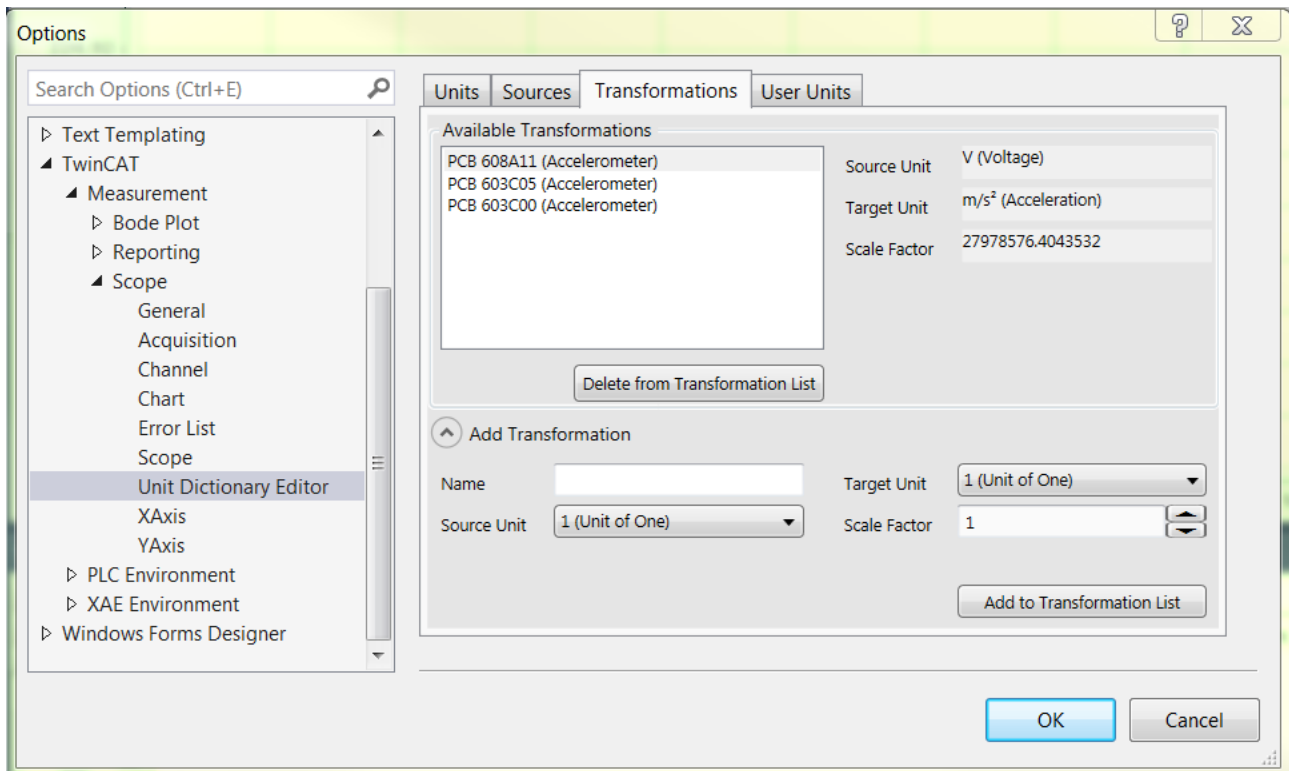 Options
Search Options (Ctrl+E)
Text Templating
TwinCAT
Measurement
Bode Plot
Reporting
Scope
General
Acquisition
Channel
Chart
Error List
Scope
Unit Dictionary Editor
XAxis
YAxis
PLC Environment
XAE Environment
Windows Forms Designer
Units
Sources
Transformations
User Units
Available Transformations
PCB 608A11 (Accelerometer)
PCB 603C05 (Accelerometer)
PCB 603C00 (Accelerometer)
Source Unit
V (Voltage)
Target Unit
m/s² (Acceleration)
Scale Factor
27978576.4043532
Delete from Transformation List
Add Transformation
Name
Target Unit
1 (Unit of One)
Source Unit
1 (Unit of One)
Scale Factor
1
Add to Transformation List
OK
Cancel